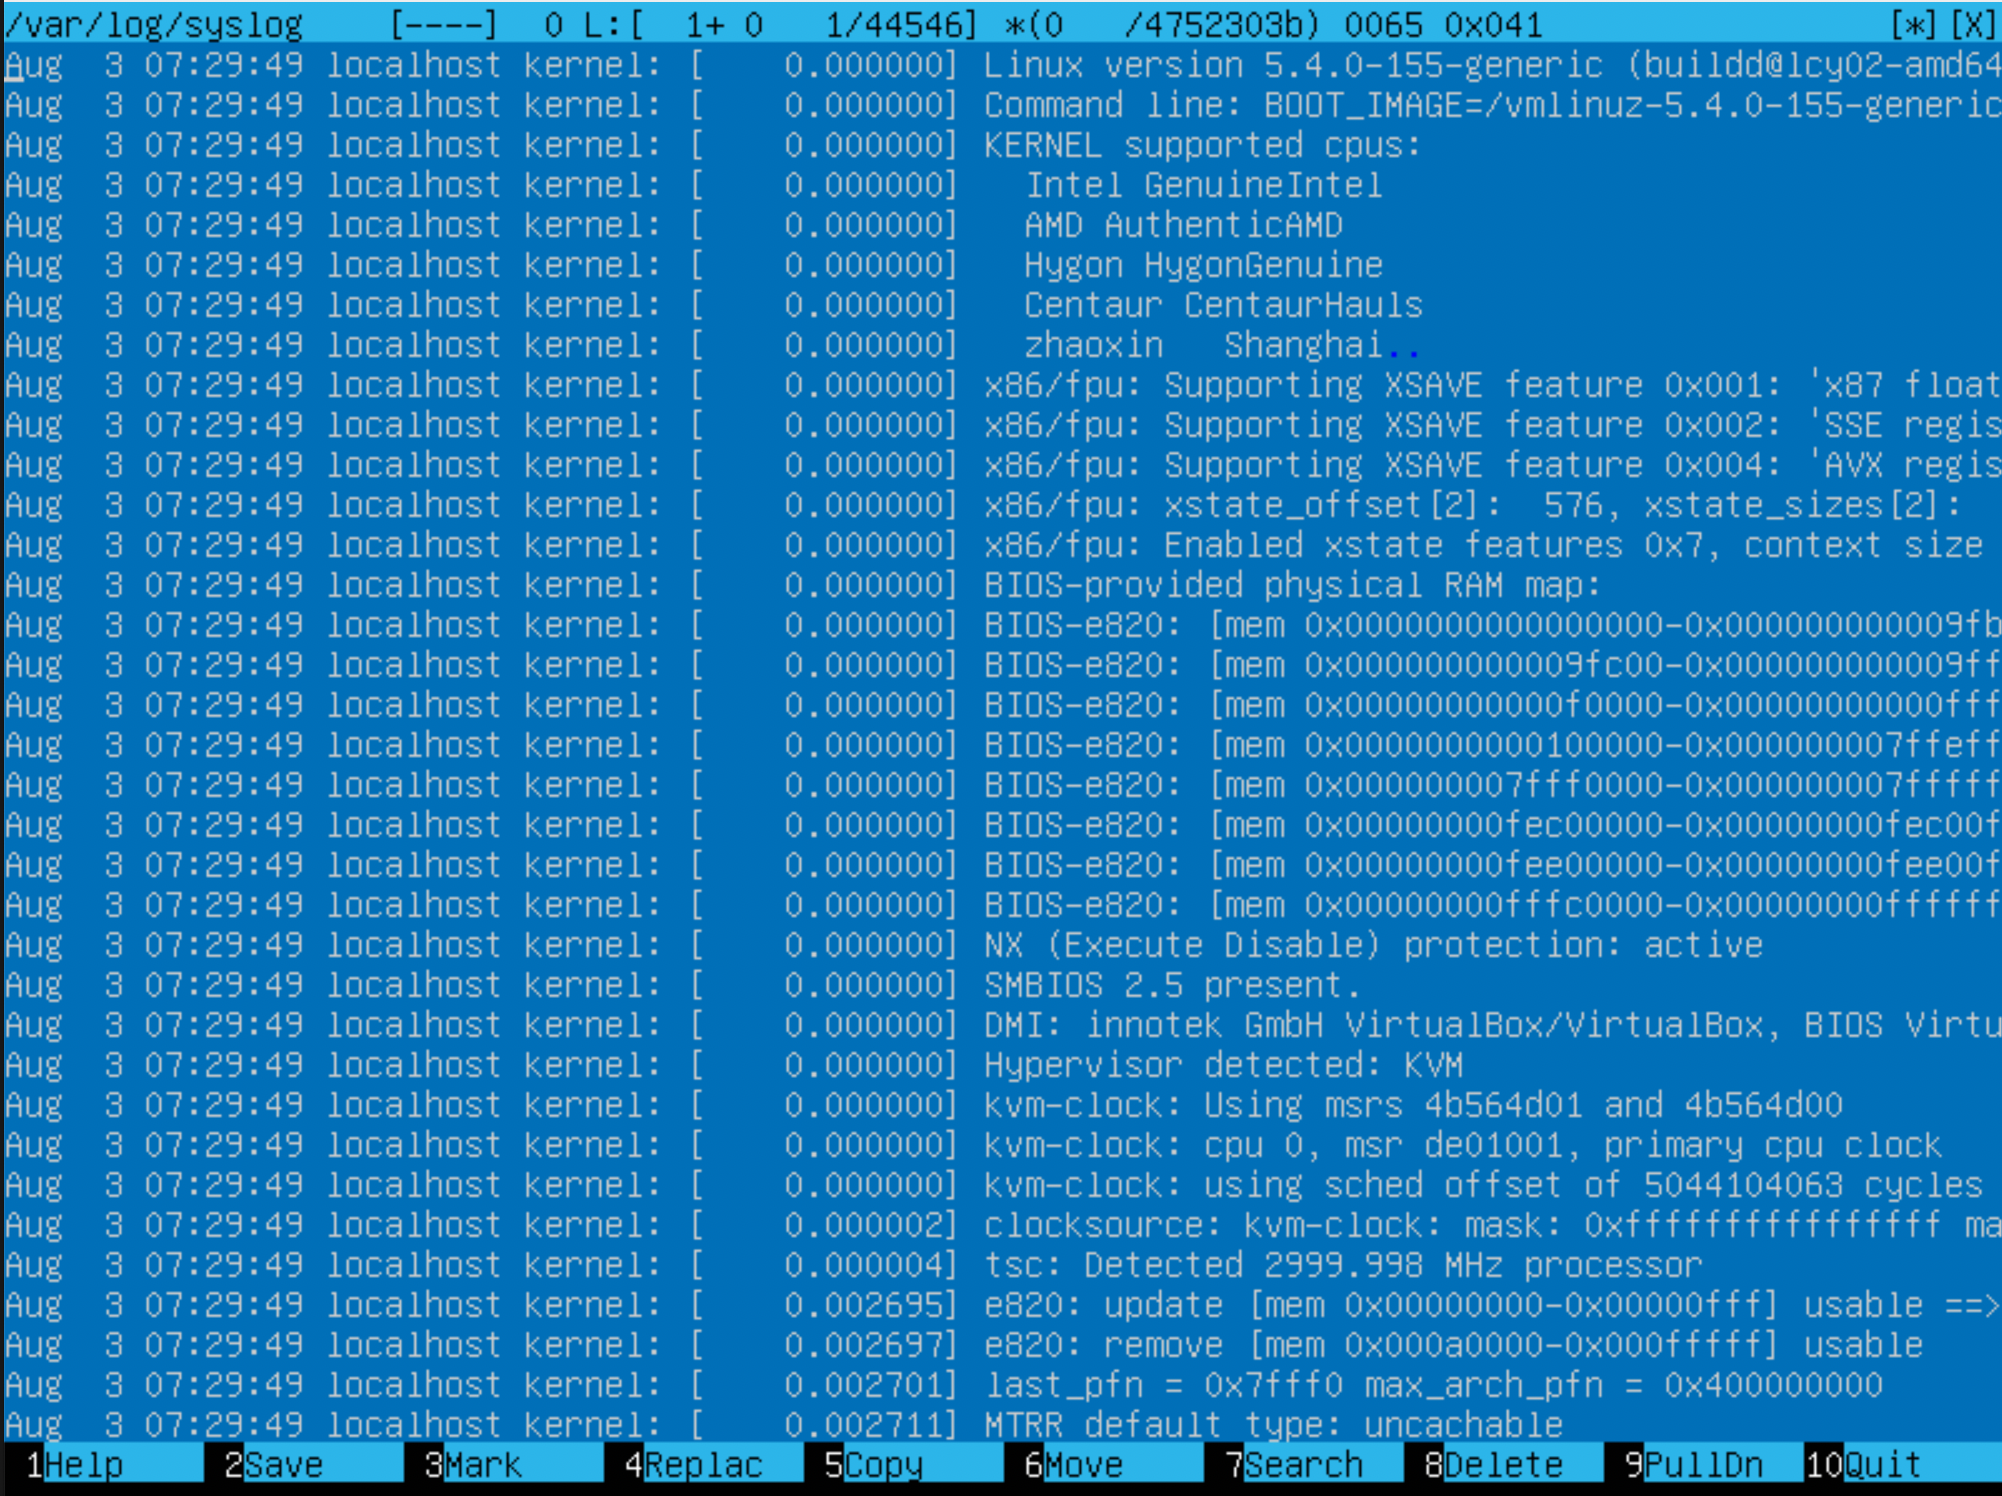 /var/log/syslog    [----]  0 L:[  1+ 0   1/44546] *(0   /4752303b) 0065 0x041    [*][X]
Aug  3 07:29:49 localhost kernel: [    0.000000] Linux version 5.4.0-155-generic (buildd@lcy02-amd64
Aug  3 07:29:49 localhost kernel: [    0.000000] Command line: BOOT_IMAGE=/vmlinuz-5.4.0-155-generic
Aug  3 07:29:49 localhost kernel: [    0.000000] KERNEL supported cpus:
Aug  3 07:29:49 localhost kernel: [    0.000000]   Intel GenuineIntel
Aug  3 07:29:49 localhost kernel: [    0.000000]   AMD AuthenticAMD
Aug  3 07:29:49 localhost kernel: [    0.000000]   Hygon HygonGenuine
Aug  3 07:29:49 localhost kernel: [    0.000000]   Centaur CentaurHauls
Aug  3 07:29:49 localhost kernel: [    0.000000]   zhaoxin   Shanghai..
Aug  3 07:29:49 localhost kernel: [    0.000000] x86/fpu: Supporting XSAVE feature 0x001: 'x87 float
Aug  3 07:29:49 localhost kernel: [    0.000000] x86/fpu: Supporting XSAVE feature 0x002: 'SSE regis
Aug  3 07:29:49 localhost kernel: [    0.000000] x86/fpu: Supporting XSAVE feature 0x004: 'AVX regis
Aug  3 07:29:49 localhost kernel: [    0.000000] x86/fpu: xstate_offset[2]:  576, xstate_sizes[2]:
Aug  3 07:29:49 localhost kernel: [    0.000000] x86/fpu: Enabled xstate features 0x7, context size
Aug  3 07:29:49 localhost kernel: [    0.000000] BIOS-provided physical RAM map:
Aug  3 07:29:49 localhost kernel: [    0.000000] BIOS-e820: [mem 0x0000000000000000-0x000000000009fb
Aug  3 07:29:49 localhost kernel: [    0.000000] BIOS-e820: [mem 0x000000000009fc00-0x000000000009ff
Aug  3 07:29:49 localhost kernel: [    0.000000] BIOS-e820: [mem 0x00000000000f0000-0x00000000000fff
Aug  3 07:29:49 localhost kernel: [    0.000000] BIOS-e820: [mem 0x0000000000100000-0x000000007ffeff
Aug  3 07:29:49 localhost kernel: [    0.000000] BIOS-e820: [mem 0x000000007fff0000-0x000000007fffff
Aug  3 07:29:49 localhost kernel: [    0.000000] BIOS-e820: [mem 0x00000000fec00000-0x00000000fec00f
Aug  3 07:29:49 localhost kernel: [    0.000000] BIOS-e820: [mem 0x00000000fee00000-0x00000000fee00f
Aug  3 07:29:49 localhost kernel: [    0.000000] BIOS-e820: [mem 0x00000000fffc0000-0x00000000ffffff
Aug  3 07:29:49 localhost kernel: [    0.000000] NX (Execute Disable) protection: active
Aug  3 07:29:49 localhost kernel: [    0.000000] SMBIOS 2.5 present.
Aug  3 07:29:49 localhost kernel: [    0.000000] DMI: innotek GmbH VirtualBox/VirtualBox, BIOS Virtu
Aug  3 07:29:49 localhost kernel: [    0.000000] Hypervisor detected: KVM
Aug  3 07:29:49 localhost kernel: [    0.000000] kvm-clock: Using msrs 4b564d01 and 4b564d00
Aug  3 07:29:49 localhost kernel: [    0.000000] kvm-clock: cpu 0, msr de01001, primary cpu clock
Aug  3 07:29:49 localhost kernel: [    0.000000] kvm-clock: using sched offset of 5044104063 cycles
Aug  3 07:29:49 localhost kernel: [    0.000002] clocksource: kvm-clock: mask: 0xffffffffffffffff ma
Aug  3 07:29:49 localhost kernel: [    0.000004] tsc: Detected 2999.998 MHz processor
Aug  3 07:29:49 localhost kernel: [    0.002695] e820: update [mem 0x00000000-0x00000fff] usable ==>
Aug  3 07:29:49 localhost kernel: [    0.002697] e820: remove [mem 0x000a0000-0x000fffff] usable
Aug  3 07:29:49 localhost kernel: [    0.002701] last_pfn = 0x7fff0 max_arch_pfn = 0x400000000
Aug  3 07:29:49 localhost kernel: [    0.002711] MTRR default type: uncachable
1Help  2Save  3Mark  4Replac  5Copy  6Move  7Search  8Delete  9PullDn  10Quit